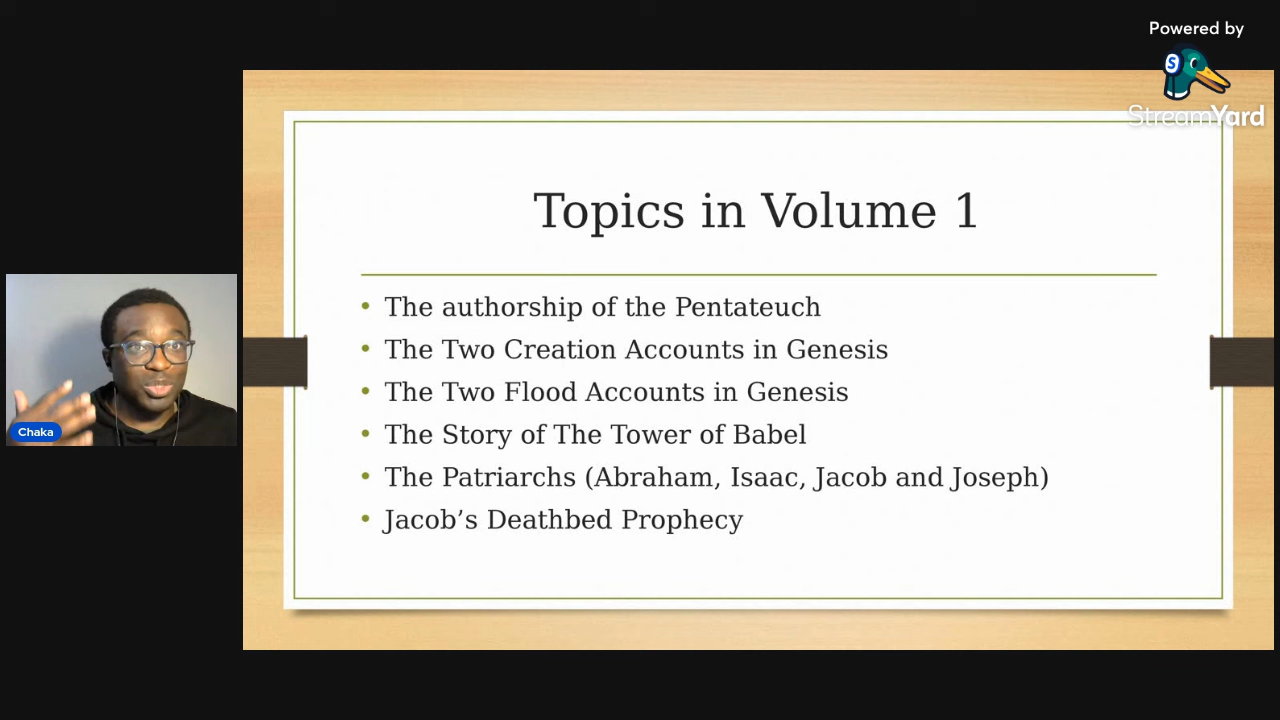 Powered by
S
StreamYard
Topics in Volume 1
• The authorship of the Pentateuch
• The Two Creation Accounts in Genesis
• The Two Flood Accounts in Genesis
• The Story of The Tower of Babel
• The Patriarchs (Abraham, Isaac, Jacob and Joseph)
• Jacob’s Deathbed Prophecy
Chaka